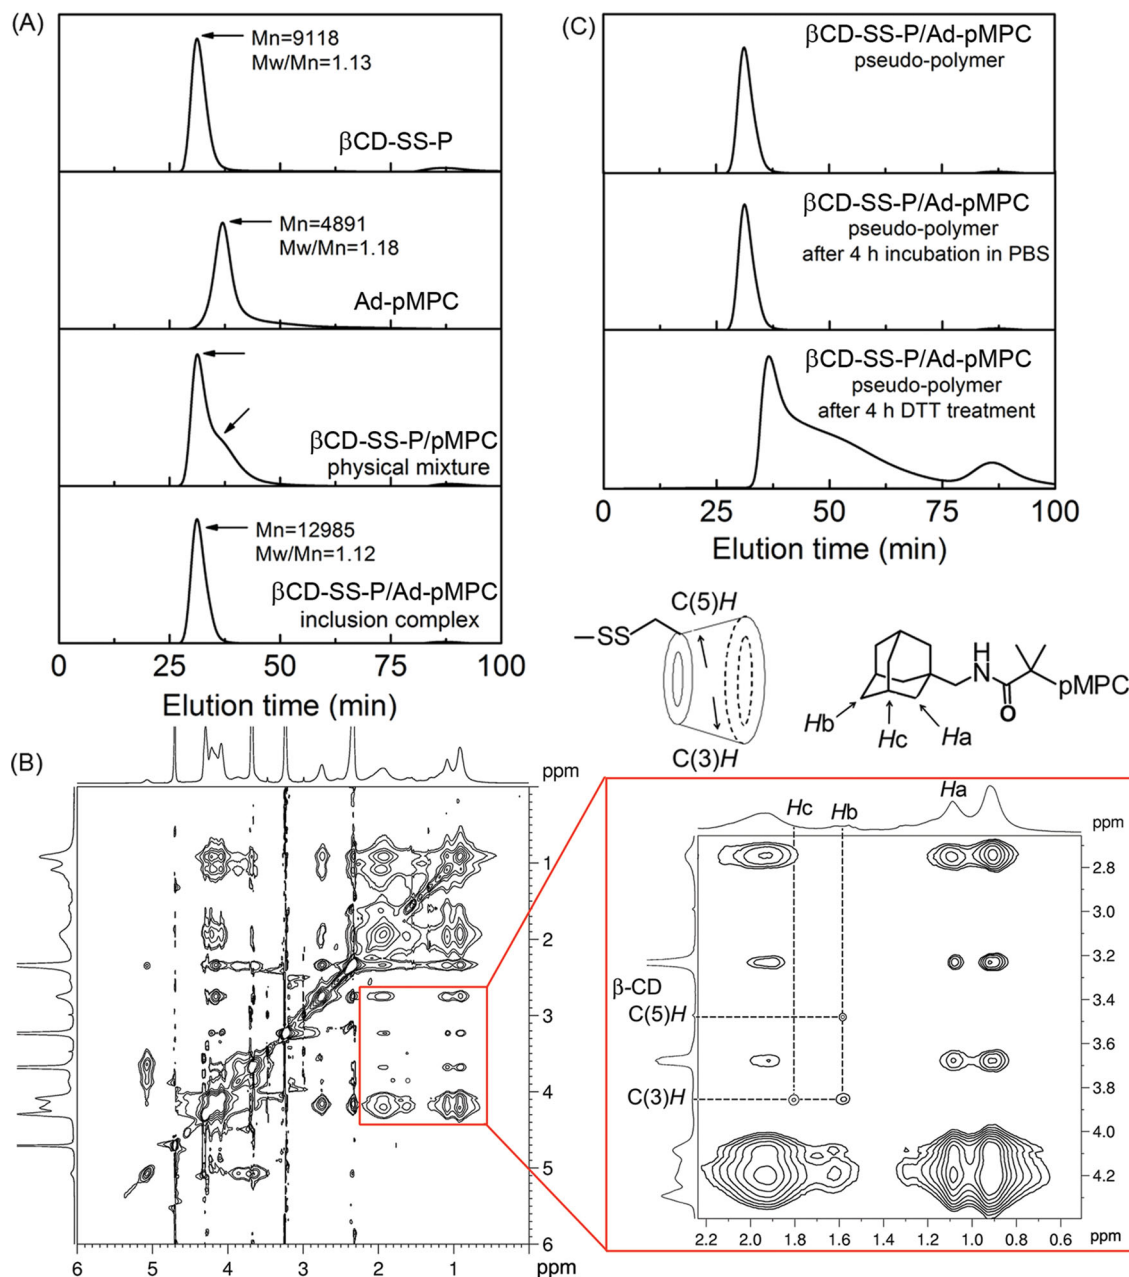 (A)
Mn=9118
Mw/Mn=1.13
βCD-SS-P
Mn=4891
Mw/Mn=1.18
Ad-pMPC
βCD-SS-P/pMPC
physical mixture
Mn=12985
Mw/Mn=1.12
βCD-SS-P/Ad-pMPC
inclusion complex
0 25 50 75 100
Elution time (min)
(C)
βCD-SS-P/Ad-pMPC
pseudo-polymer
βCD-SS-P/Ad-pMPC
pseudo-polymer
after 4 h incubation in PBS
βCD-SS-P/Ad-pMPC
pseudo-polymer
after 4 h DTT treatment
0 25 50 75 100
Elution time (min)
C(5)H
–SS
C(3)H
H
N
O
pMPC
Hb
Hc
Ha
(B)
ppm
1
2
3
4
5
6
6 5 4 3 2 1 ppm
Hc Hb Ha
ppm
2.8
3.0
3.2
β-CD
C(5)H
3.4
3.6
C(3)H
3.8
4.0
4.2
2.2 2.0 1.8 1.6 1.4 1.2 1.0 0.8 0.6 ppm